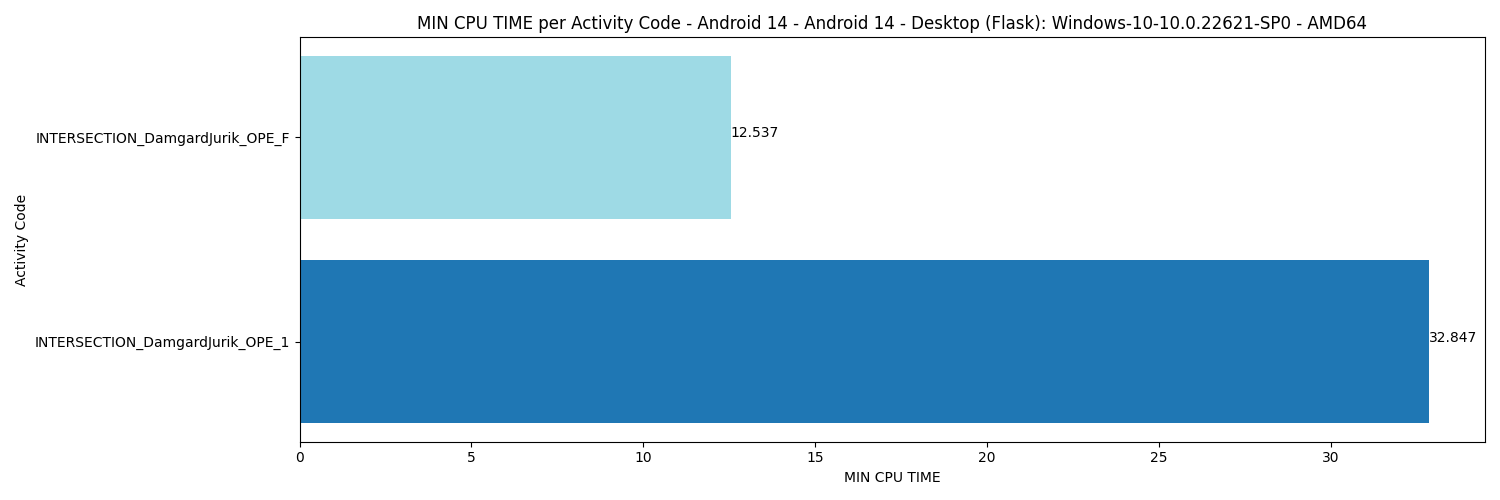 MIN CPU TIME per Activity Code - Android 14 - Android 14 - Desktop (Flask): Windows-10-10.0.22621-SP0 - AMD64
INTERSECTION_DamgardJurik_OPE_F
12.537
Activity Code
INTERSECTION_DamgardJurik_OPE_1
32.847
0 5 10 15 20 25 30
MIN CPU TIME